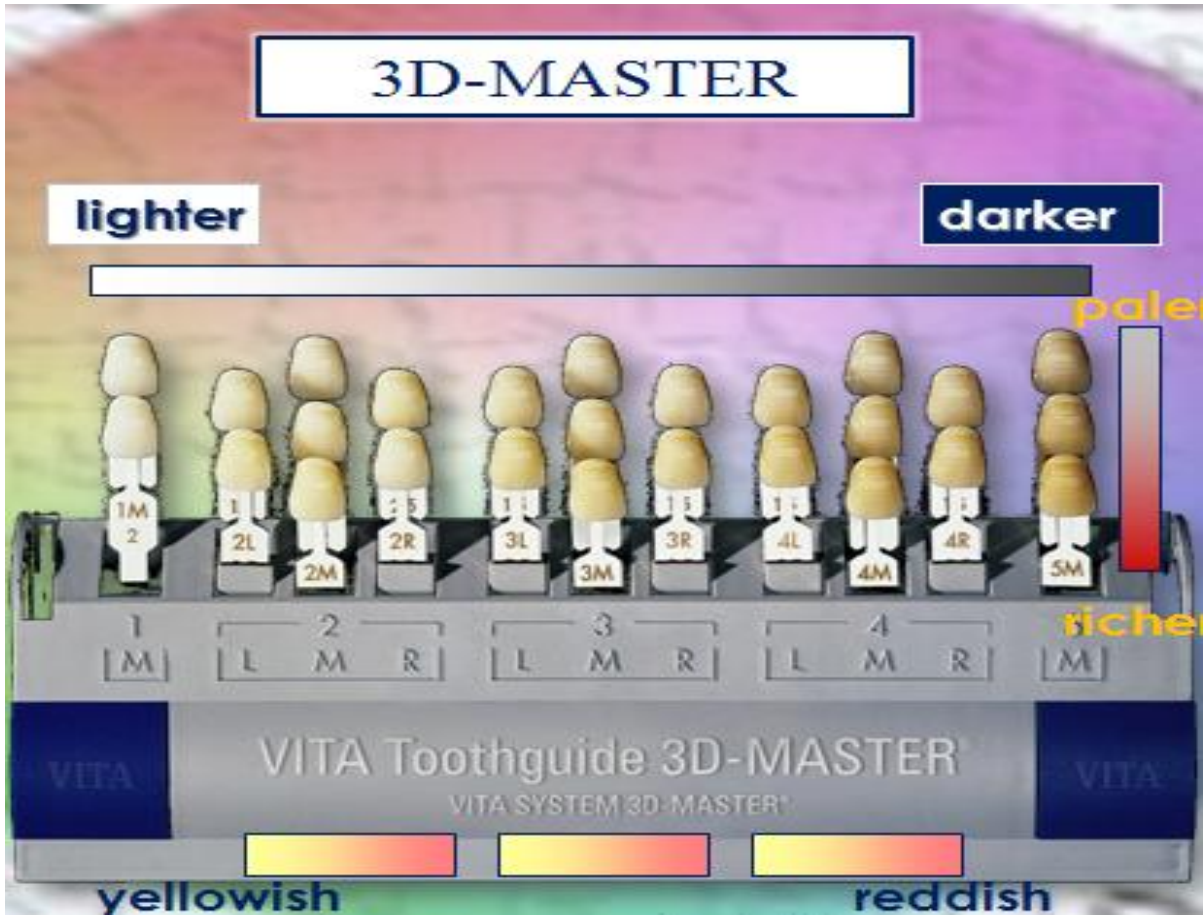 3D-MASTER
lighter
darker
paler
1M
2
2L
2M
2R
3L
3M
3R
4L
4M
4R
5M
richer
1 2 3 4
M L M R L M R L M R M
VITA
VITA Toothguide 3D-MASTER
VITA
VITA SYSTEM 3D-MASTER
yellowish
reddish